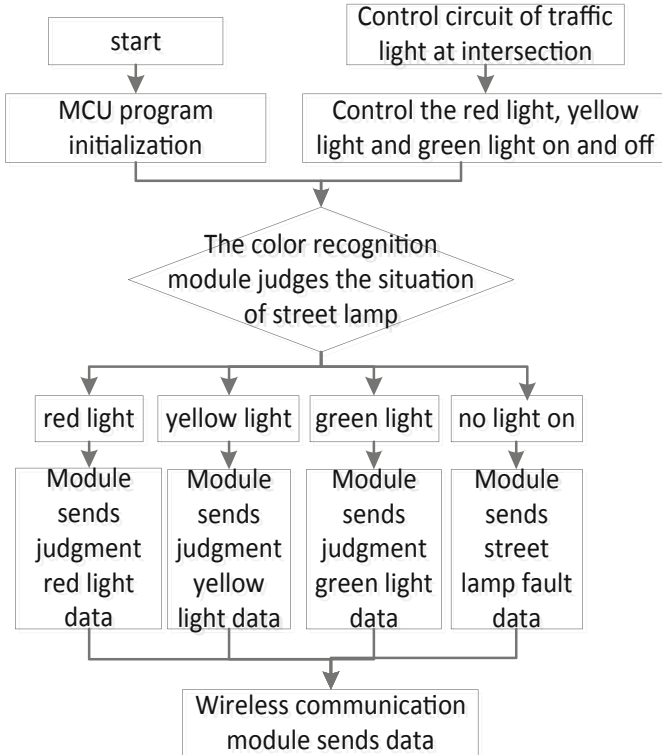 start
Control circuit of traffic
light at intersection
MCU program
initialization
Control the red light, yellow
light and green light on and off
The color recognition
module judges the situation
of street lamp
red light
yellow light
green light
no light on
Module
sends
judgment
red light
data
Module
sends
judgment
yellow
light data
Module
sends
judgment
green light
data
Module
sends
street
lamp fault
data
Wireless communication
module sends data